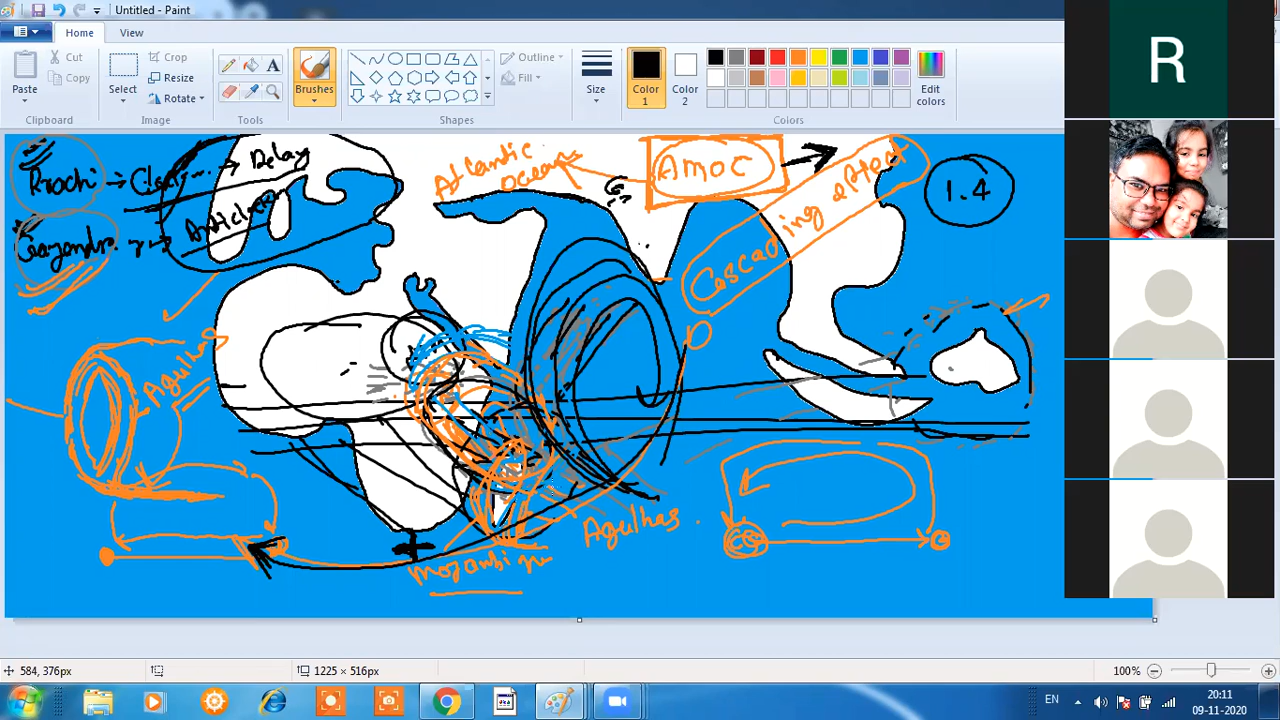 Untitled - Paint
Home
View
Paste
Cut
Copy
Clipboard
Select
Crop
Resize
Rotate
Image
Tools
Brushes
Shapes
Outline
Fill
Size
Color
1
Color
2
Edit
colors
Colors
R
Atlantic
ocean
AMOC
1.4
Delay
Cascading effect
Agulhas
Agulhas
584, 376px
1225 × 516px
100%
EN
20:11
09-11-2020